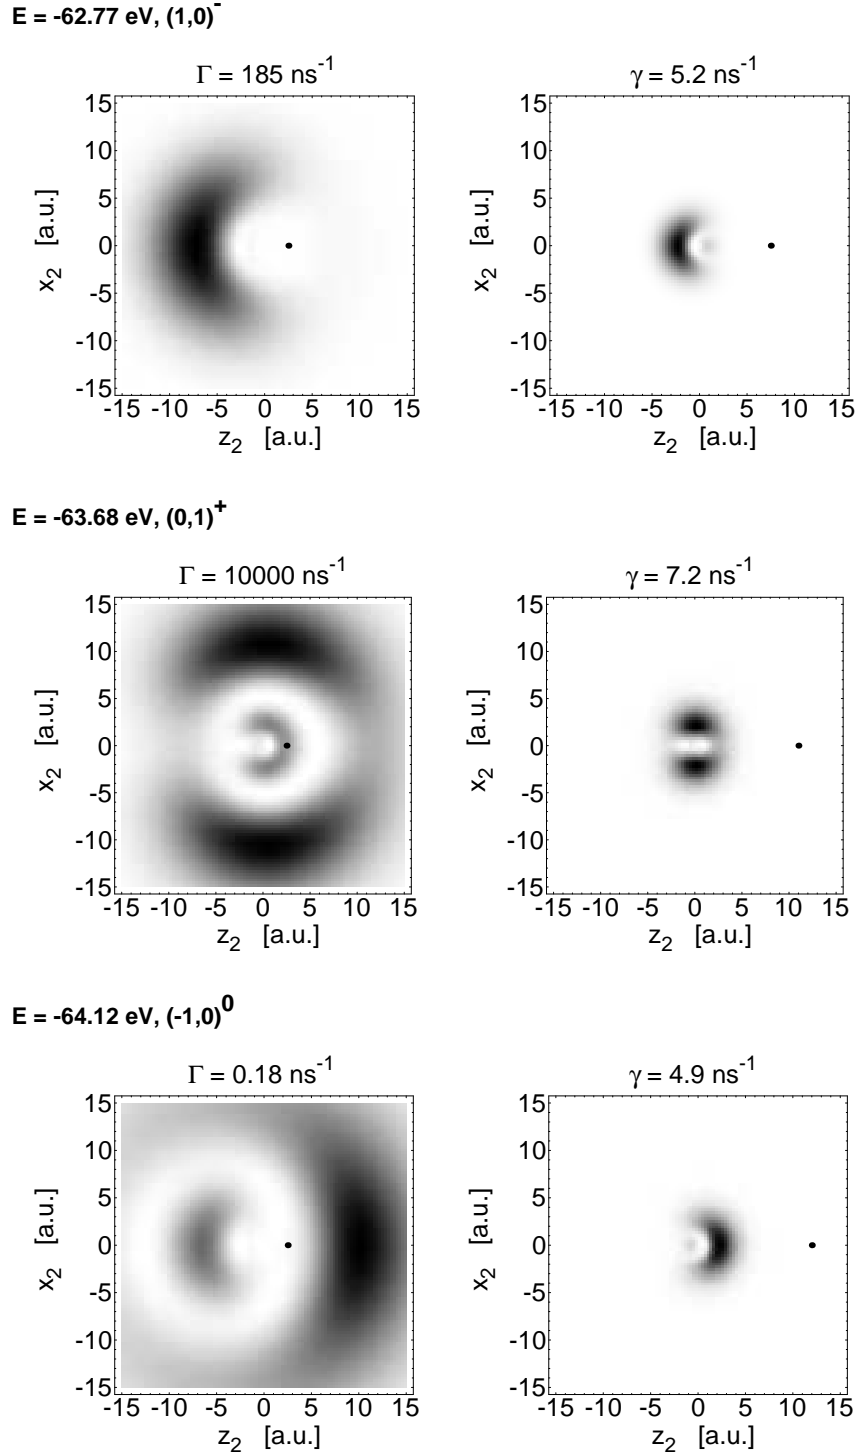 E = -62.77 eV, (1,0)⁻
Γ = 185 ns⁻¹
γ = 5.2 ns⁻¹
15
10
5
0
-5
-10
-15
x₂ [a.u.]
-15 -10 -5 0 5 10 15
z₂ [a.u.]
15
10
5
0
-5
-10
-15
x₂ [a.u.]
-15 -10 -5 0 5 10 15
z₂ [a.u.]
E = -63.68 eV, (0,1)⁺
Γ = 10000 ns⁻¹
γ = 7.2 ns⁻¹
15
10
5
0
-5
-10
-15
x₂ [a.u.]
-15 -10 -5 0 5 10 15
z₂ [a.u.]
15
10
5
0
-5
-10
-15
x₂ [a.u.]
-15 -10 -5 0 5 10 15
z₂ [a.u.]
E = -64.12 eV, (-1,0)⁰
Γ = 0.18 ns⁻¹
γ = 4.9 ns⁻¹
15
10
5
0
-5
-10
-15
x₂ [a.u.]
-15 -10 -5 0 5 10 15
z₂ [a.u.]
15
10
5
0
-5
-10
-15
x₂ [a.u.]
-15 -10 -5 0 5 10 15
z₂ [a.u.]